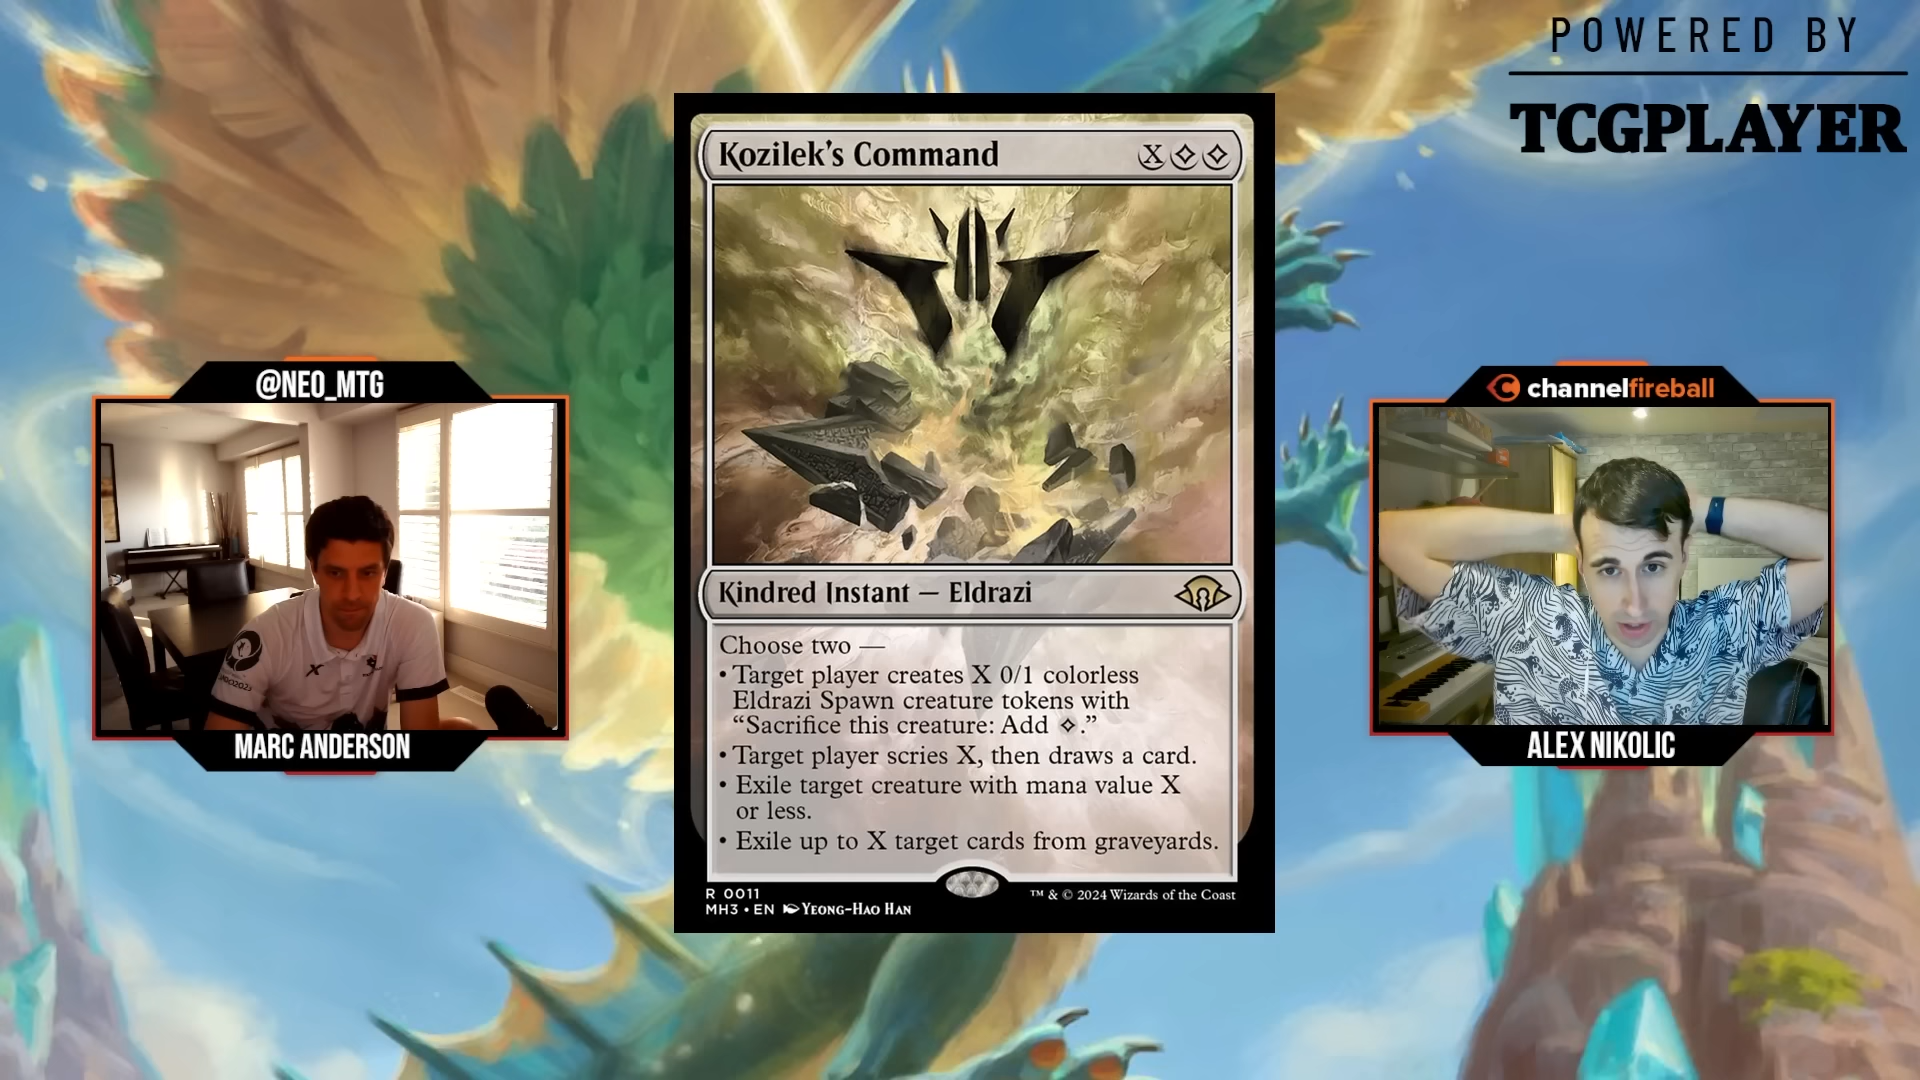 POWERED BY
TCGPLAYER
Kozilek's Command
X
Kindred Instant — Eldrazi
Choose two —
• Target player creates X 0/1 colorless
Eldrazi Spawn creature tokens with
“Sacrifice this creature: Add ◇.”
• Target player scries X, then draws a card.
• Exile target creature with mana value X
or less.
• Exile up to X target cards from graveyards.
R 0011
MH3 • EN YEONG-HAO HAN
™ & © 2024 Wizards of the Coast
@NEO_MTG
MARC ANDERSON
channelfireball
ALEX NIKOLIC